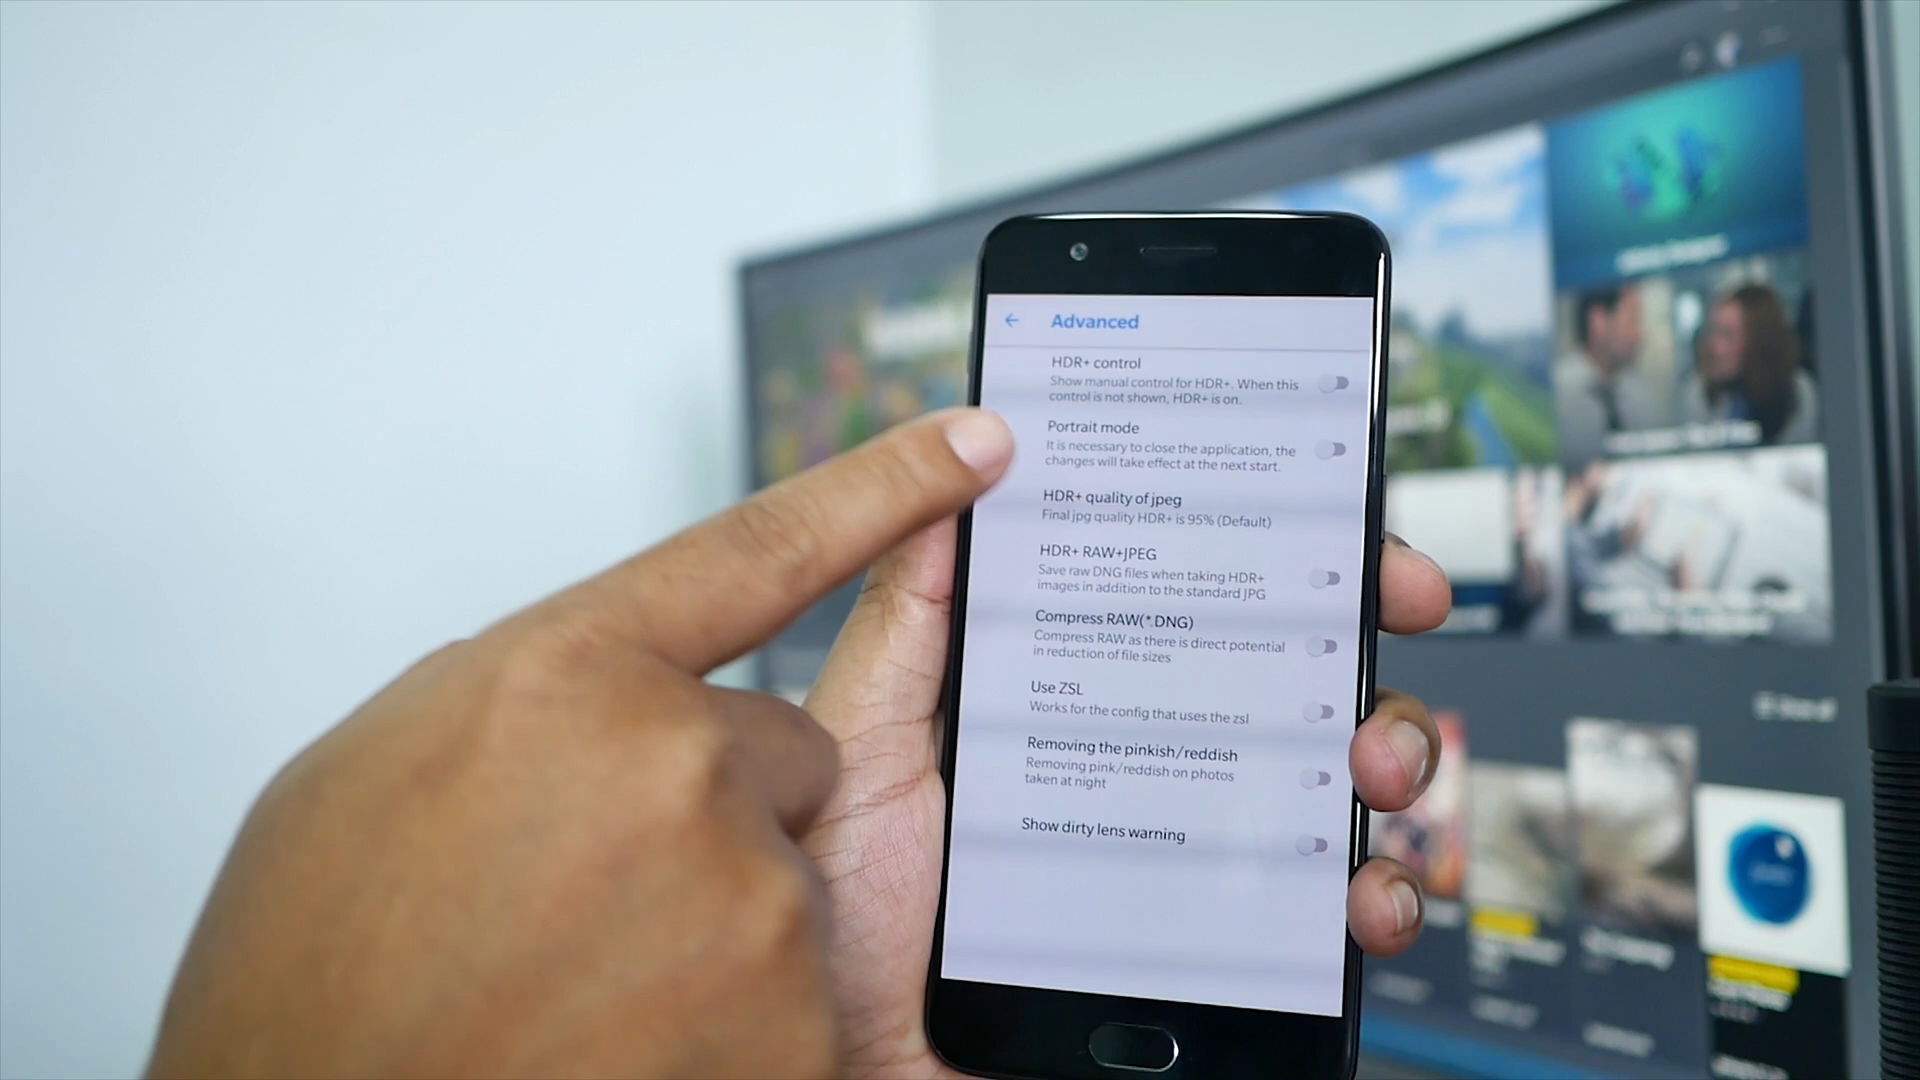 Advanced
HDR+ control
Show manual control for HDR+. When this
control is not shown, HDR+ is on.
Portrait mode
It is necessary to close the application, the
changes will take effect at the next start.
HDR+ quality of jpeg
Final jpg quality HDR+ is 95% (Default)
HDR+ RAW+JPEG
Save raw DNG files when taking HDR+
images in addition to the standard JPG
Compress RAW(*.DNG)
Compress RAW as there is direct potential
in reduction of file sizes
Use ZSL
Works for the config that uses the zsl
Removing the pinkish/reddish
Removing pink/reddish on photos
taken at night
Show dirty lens warning